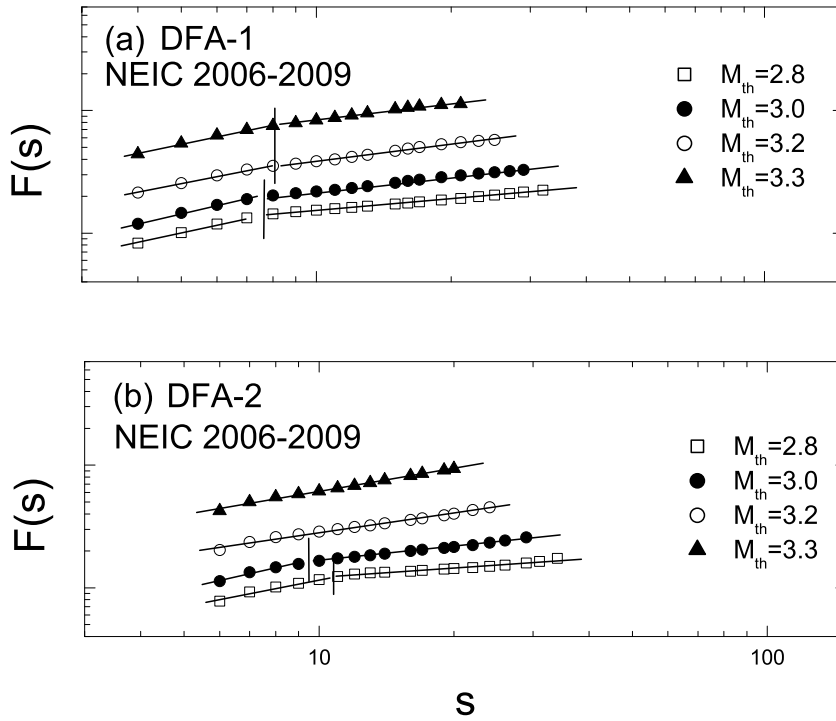 (a) DFA-1
NEIC 2006-2009
M_th=2.8
M_th=3.0
M_th=3.2
M_th=3.3
F(s)
(b) DFA-2
NEIC 2006-2009
M_th=2.8
M_th=3.0
M_th=3.2
M_th=3.3
F(s)
10
100
s